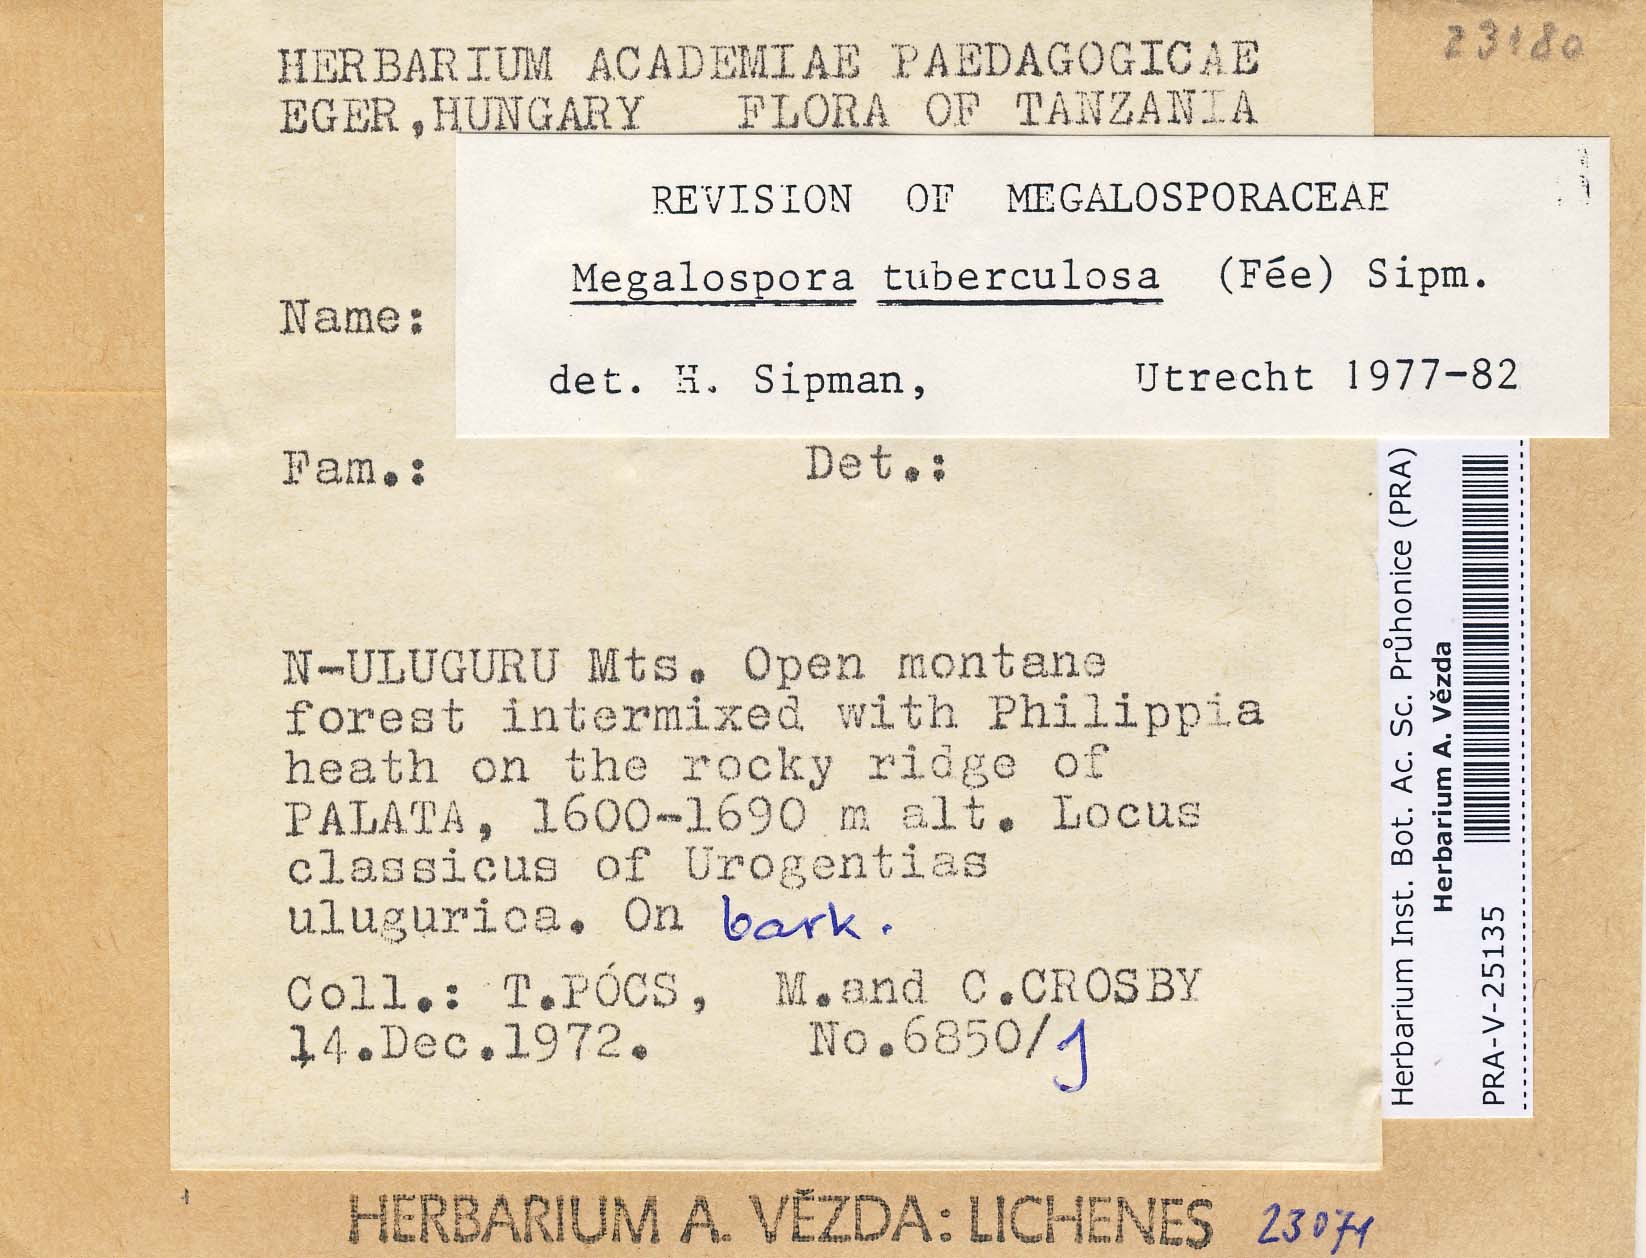 23180
HERBARIUM ACADEMIAE PAEDAGOGICAE
EGER, HUNGARY FLORA OF TANZANIA
REVISION OF MEGALOSPORACEAE
Megalospora tuberculosa (Fée) Sipm.
det. H. Sipman, Utrecht 1977-82
Name:
Fam.: Det.:
N-ULUGURU Mts. Open montane
forest intermixed with Philippia
heath on the rocky ridge of
PALATA, 1600-1690 m alt. Locus
classicus of Urogentias
ulugurica. On bark.
Coll.: T.PÓCS, M.and C.CROSBY
14.Dec.1972. No.6850/J
Herbarium Inst. Bot. Ac. Sc. Průhonice (PRA)
Herbarium A. Vězda
PRA-V-25135
HERBARIUM A. VĚZDA: LICHENES 23071